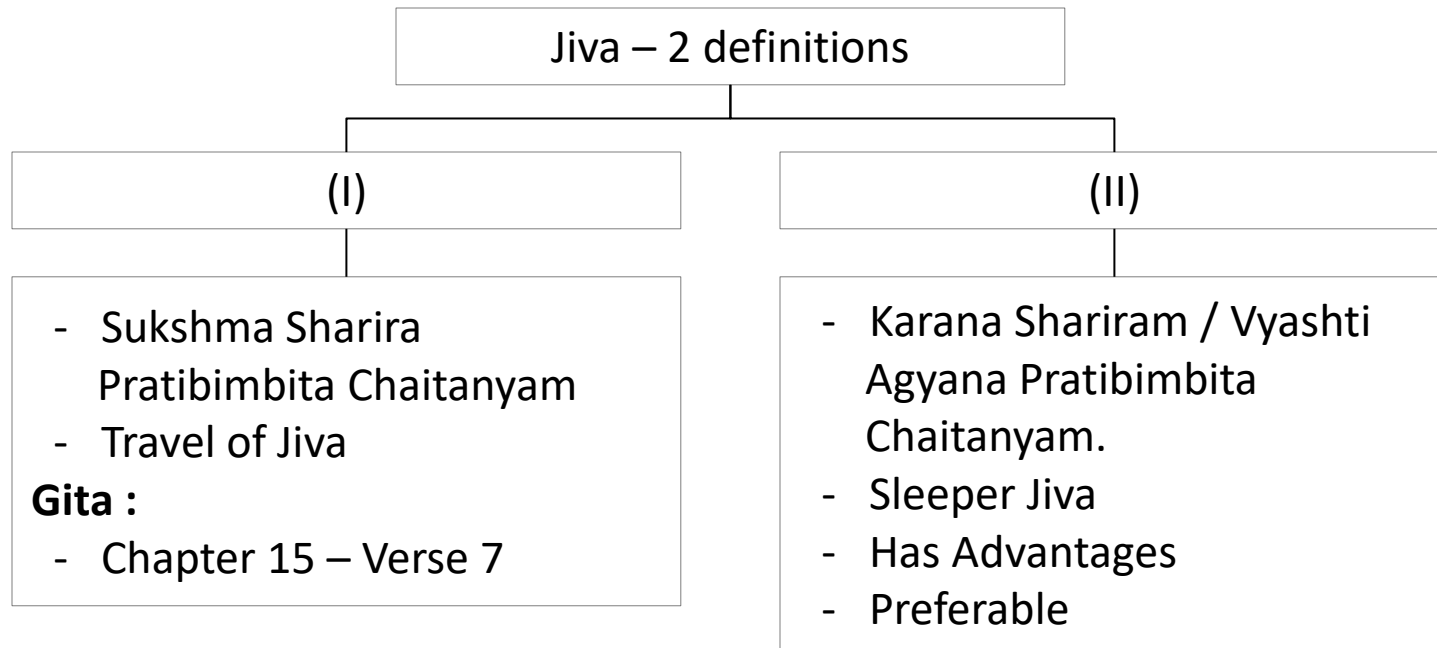 Jiva – 2 definitions
(I)
- Sukshma Sharira
Pratibimbita Chaitanyam
- Travel of Jiva
Gita :
- Chapter 15 – Verse 7
(II)
- Karana Shariram / Vyashti
Agyana Pratibimbita
Chaitanyam.
- Sleeper Jiva
- Has Advantages
- Preferable